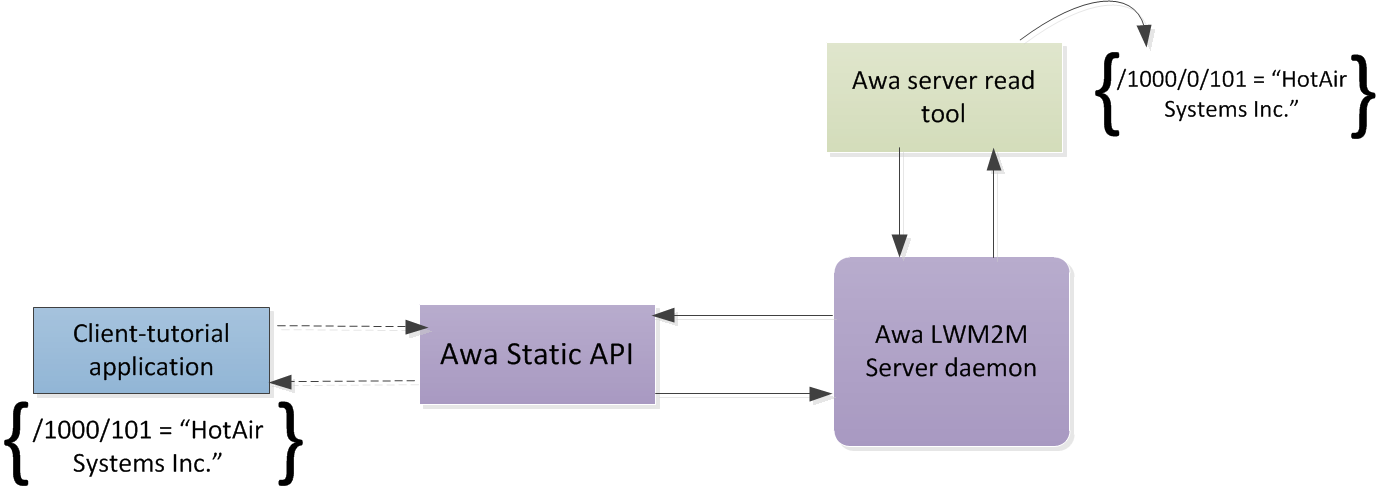 Awa server read
tool
{/1000/0/101 = “HotAir
Systems Inc.”}
Client-tutorial
application
Awa Static API
Awa LWM2M
Server daemon
{/1000/101 = “HotAir
Systems Inc.”}